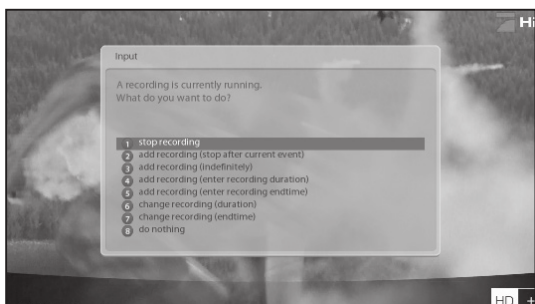 Hi
Input
A recording is currently running.
What do you want to do?
1 stop recording
2 add recording (stop after current event)
3 add recording (indefinitely)
4 add recording (enter recording duration)
5 add recording (enter recording endtime)
6 change recording (duration)
7 change recording (endtime)
8 do nothing
HD +